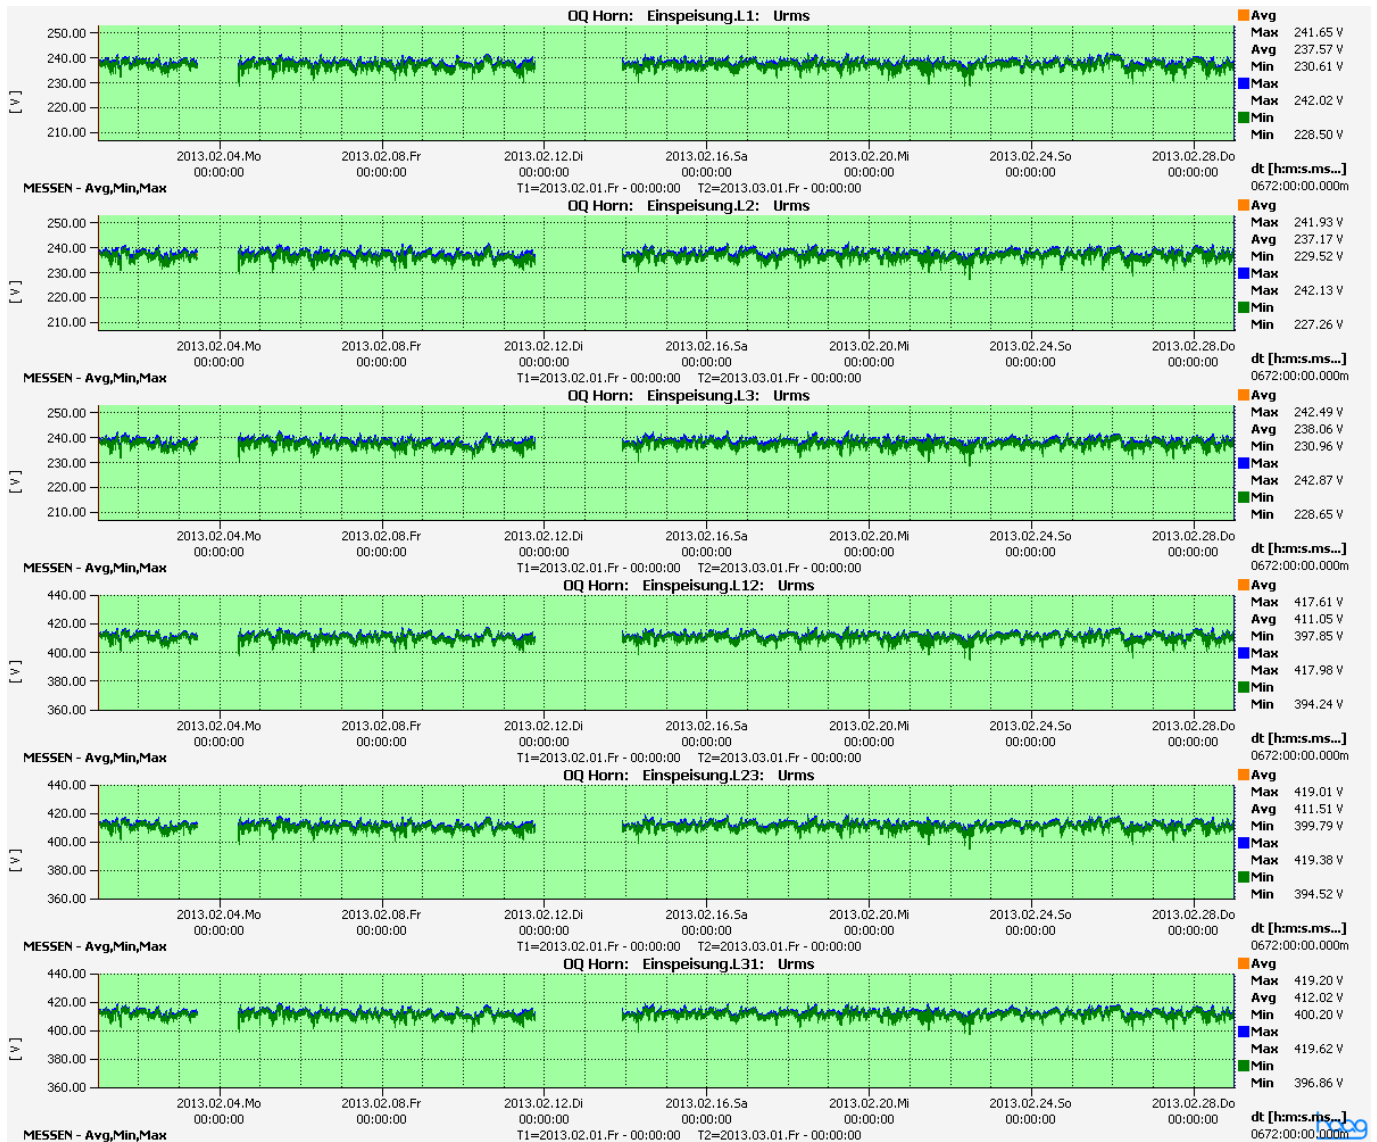 OQ Horn: Einspeisung.L1: Urms
250.00
240.00
230.00
220.00
210.00
[V]
2013.02.04.Mo 2013.02.08.Fr 2013.02.12.Di 2013.02.16.Sa 2013.02.20.Mi 2013.02.24.So 2013.02.28.Do
00:00:00 00:00:00 00:00:00 00:00:00 00:00:00 00:00:00 00:00:00
MESSEN - Avg,Min,Max T1=2013.02.01.Fr - 00:00:00 T2=2013.03.01.Fr - 00:00:00
Avg
Max 241.65 V
Avg 237.57 V
Min 230.61 V
Max
Max 242.02 V
Min
Min 228.50 V
dt [h:m:s.ms...]
0672:00:00.000m
OQ Horn: Einspeisung.L2: Urms
250.00
240.00
230.00
220.00
210.00
[V]
2013.02.04.Mo 2013.02.08.Fr 2013.02.12.Di 2013.02.16.Sa 2013.02.20.Mi 2013.02.24.So 2013.02.28.Do
00:00:00 00:00:00 00:00:00 00:00:00 00:00:00 00:00:00 00:00:00
MESSEN - Avg,Min,Max T1=2013.02.01.Fr - 00:00:00 T2=2013.03.01.Fr - 00:00:00
Avg
Max 241.93 V
Avg 237.17 V
Min 229.52 V
Max
Max 242.13 V
Min
Min 227.26 V
dt [h:m:s.ms...]
0672:00:00.000m
OQ Horn: Einspeisung.L3: Urms
250.00
240.00
230.00
220.00
210.00
[V]
2013.02.04.Mo 2013.02.08.Fr 2013.02.12.Di 2013.02.16.Sa 2013.02.20.Mi 2013.02.24.So 2013.02.28.Do
00:00:00 00:00:00 00:00:00 00:00:00 00:00:00 00:00:00 00:00:00
MESSEN - Avg,Min,Max T1=2013.02.01.Fr - 00:00:00 T2=2013.03.01.Fr - 00:00:00
Avg
Max 242.49 V
Avg 238.06 V
Min 230.96 V
Max
Max 242.87 V
Min
Min 228.65 V
dt [h:m:s.ms...]
0672:00:00.000m
OQ Horn: Einspeisung.L12: Urms
440.00
420.00
400.00
380.00
360.00
[V]
2013.02.04.Mo 2013.02.08.Fr 2013.02.12.Di 2013.02.16.Sa 2013.02.20.Mi 2013.02.24.So 2013.02.28.Do
00:00:00 00:00:00 00:00:00 00:00:00 00:00:00 00:00:00 00:00:00
MESSEN - Avg,Min,Max T1=2013.02.01.Fr - 00:00:00 T2=2013.03.01.Fr - 00:00:00
Avg
Max 417.61 V
Avg 411.05 V
Min 397.85 V
Max
Max 417.98 V
Min
Min 394.24 V
dt [h:m:s.ms...]
0672:00:00.000m
OQ Horn: Einspeisung.L23: Urms
440.00
420.00
400.00
380.00
360.00
[V]
2013.02.04.Mo 2013.02.08.Fr 2013.02.12.Di 2013.02.16.Sa 2013.02.20.Mi 2013.02.24.So 2013.02.28.Do
00:00:00 00:00:00 00:00:00 00:00:00 00:00:00 00:00:00 00:00:00
MESSEN - Avg,Min,Max T1=2013.02.01.Fr - 00:00:00 T2=2013.03.01.Fr - 00:00:00
Avg
Max 419.01 V
Avg 411.51 V
Min 399.79 V
Max
Max 419.38 V
Min
Min 394.52 V
dt [h:m:s.ms...]
0672:00:00.000m
OQ Horn: Einspeisung.L31: Urms
440.00
420.00
400.00
380.00
360.00
[V]
2013.02.04.Mo 2013.02.08.Fr 2013.02.12.Di 2013.02.16.Sa 2013.02.20.Mi 2013.02.24.So 2013.02.28.Do
00:00:00 00:00:00 00:00:00 00:00:00 00:00:00 00:00:00 00:00:00
MESSEN - Avg,Min,Max T1=2013.02.01.Fr - 00:00:00 T2=2013.03.01.Fr - 00:00:00
Avg
Max 419.20 V
Avg 412.02 V
Min 400.20 V
Max
Max 419.62 V
Min
Min 396.86 V
dt [h:m:s.ms...]
0672:00:00.000m
haag